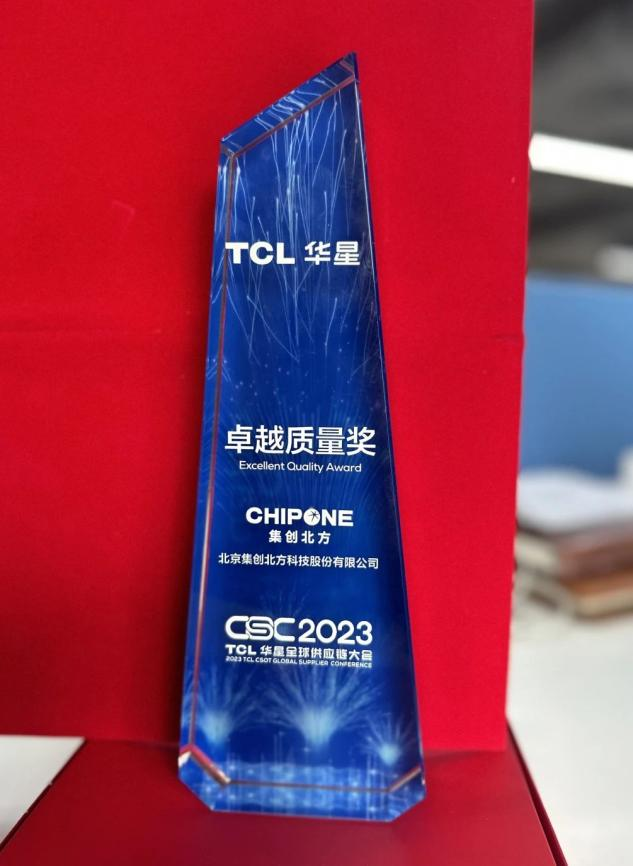 TCL 华星
卓越质量奖
Excellent Quality Award
CHIPONE
集创北方
北京集创北方科技股份有限公司
CSC 2023
TCL 华星全球供应链大会
2023 TCL CSOT GLOBAL SUPPLIER CONFERENCE